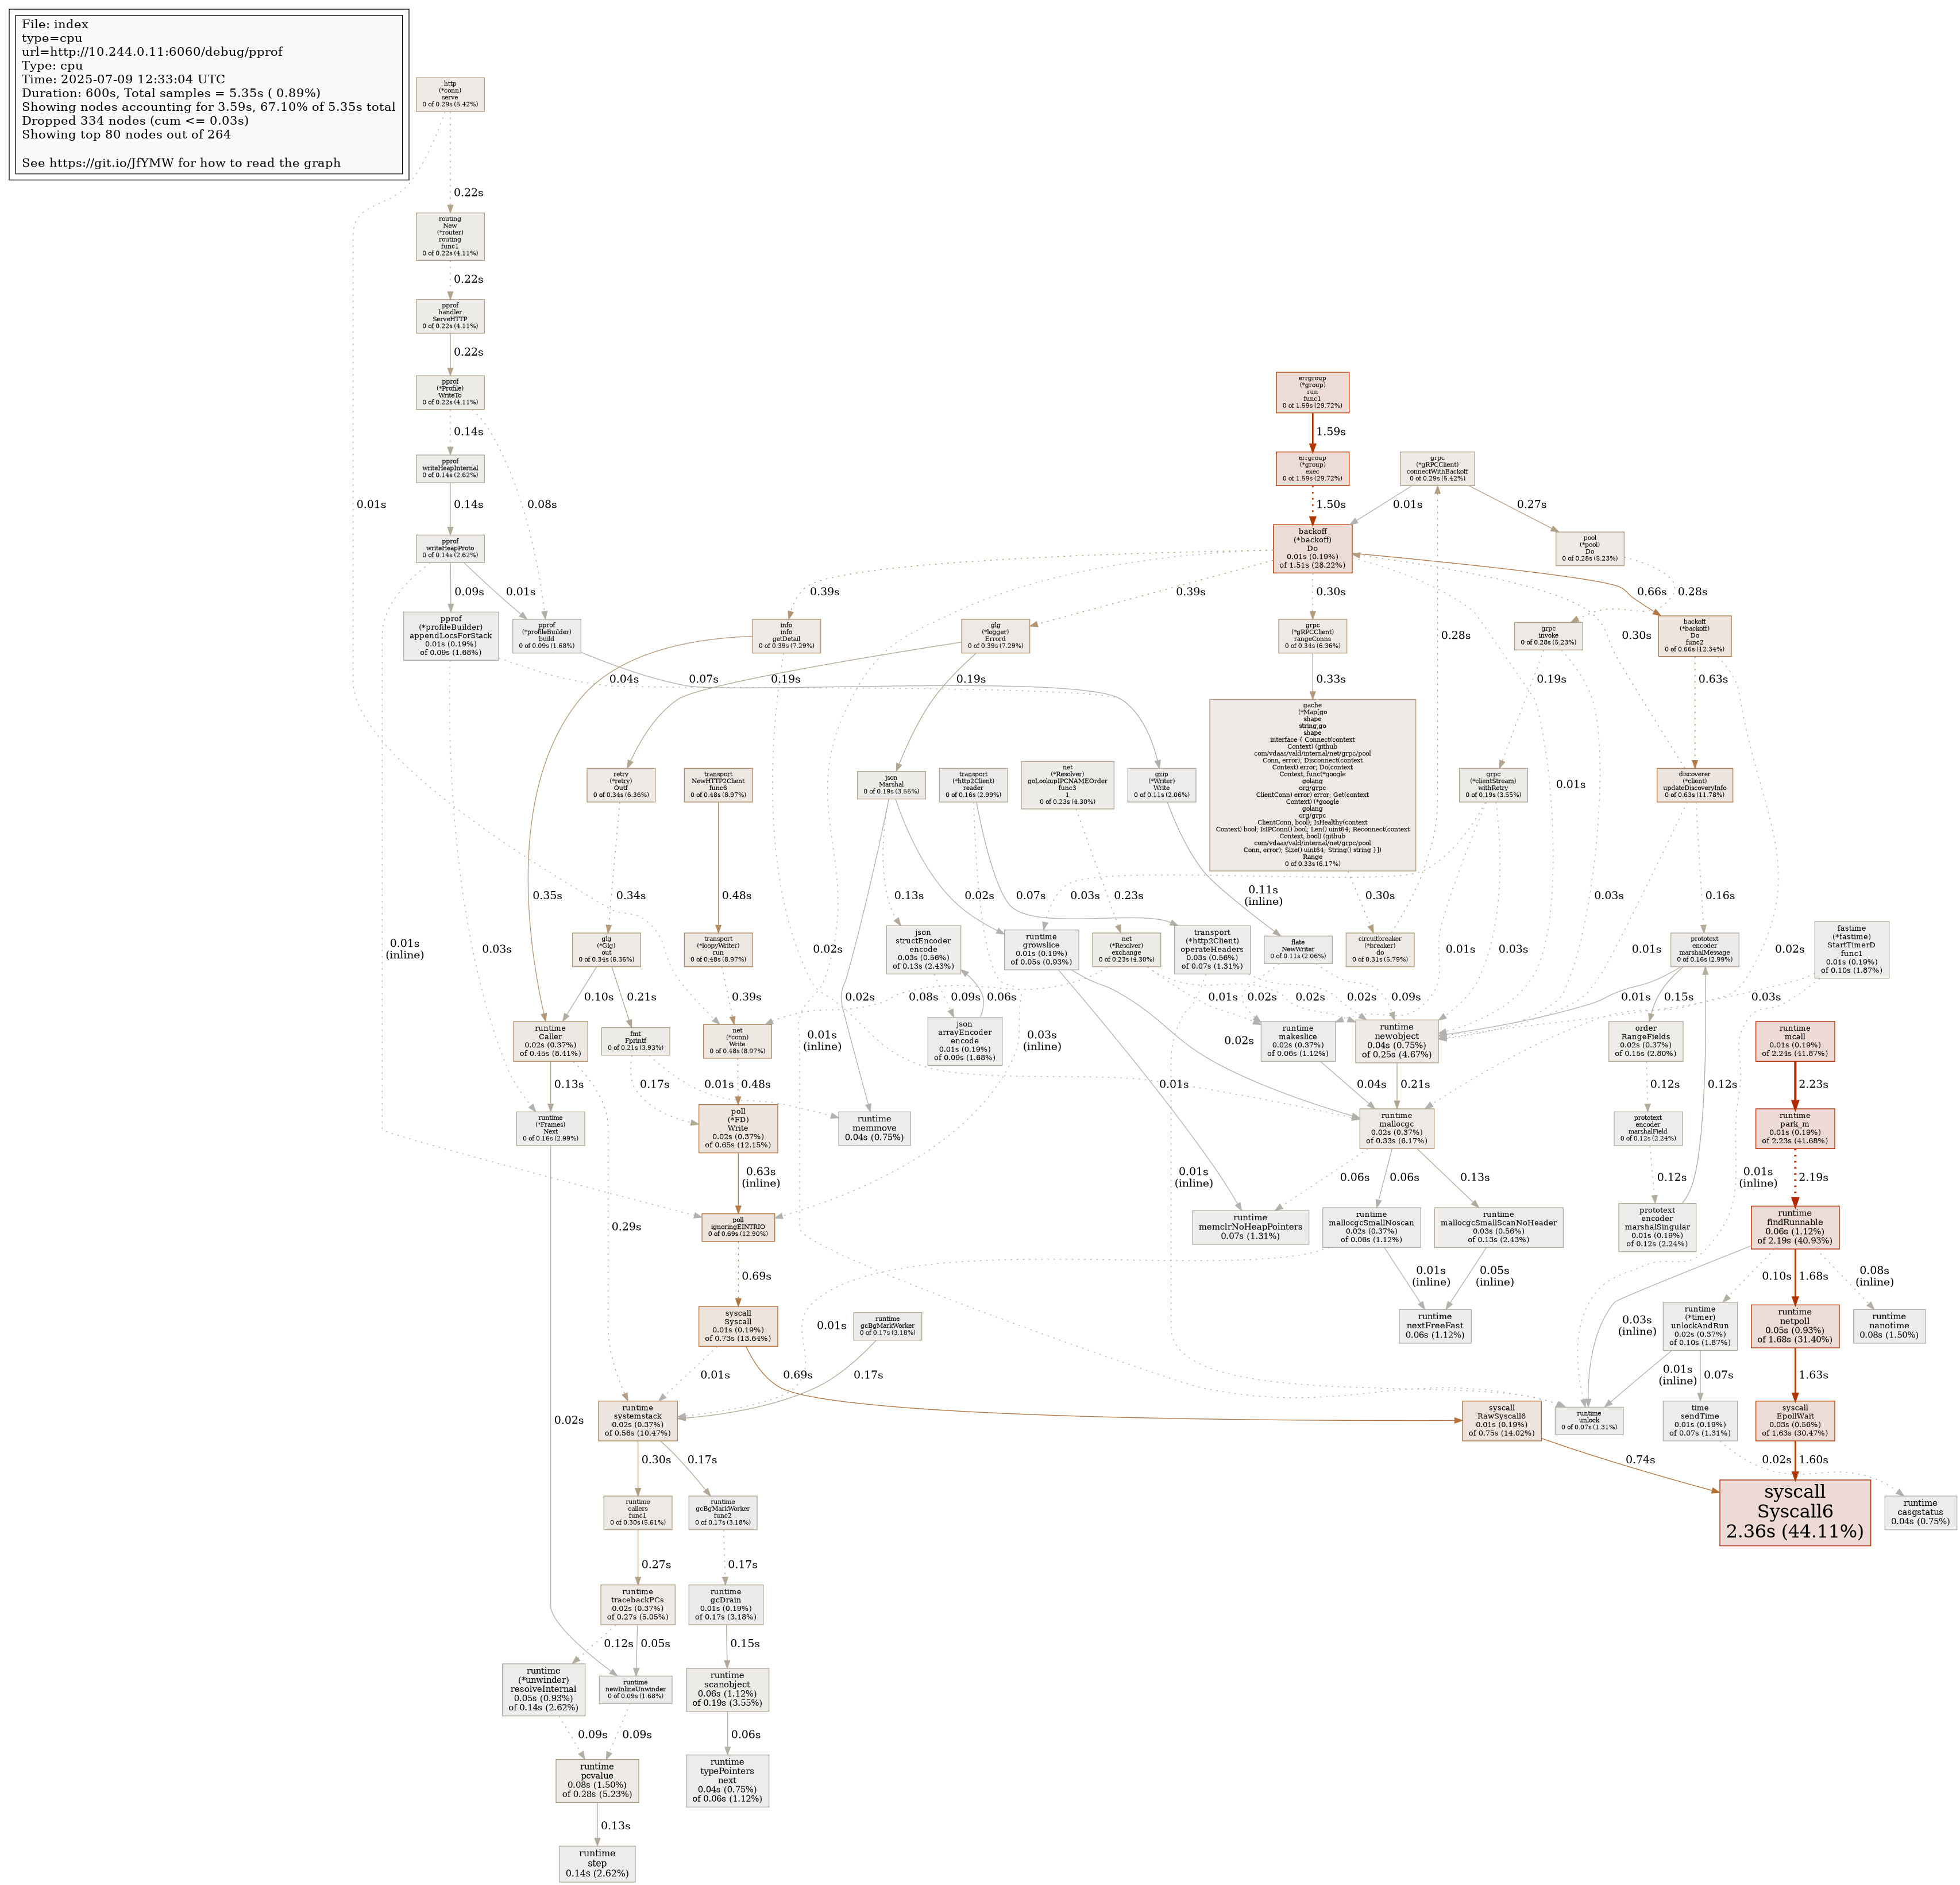 File: index
type=cpu
url=http://10.244.0.11:6060/debug/pprof
Type: cpu
Time: 2025-07-09 12:33:04 UTC
Duration: 600s, Total samples = 5.35s ( 0.89%)
Showing nodes accounting for 3.59s, 67.10% of 5.35s total
Dropped 334 nodes (cum <= 0.03s)
Showing top 80 nodes out of 264
See https://git.io/JfYMW for how to read the graph
http
(*conn)
serve
0 of 0.29s (5.42%)
0.22s
routing
New
(*router)
routing
func1
0 of 0.22s (4.11%)
0.22s
pprof
handler
ServeHTTP
0 of 0.22s (4.11%)
0.22s
pprof
(*Profile)
WriteTo
0 of 0.22s (4.11%)
errgroup
(*group)
run
func1
0 of 1.59s (29.72%)
0.14s
1.59s
pprof
writeHeapInternal
0 of 0.14s (2.62%)
errgroup
(*group)
exec
0 of 1.59s (29.72%)
grpc
(*gRPCClient)
connectWithBackoff
0 of 0.29s (5.42%)
0.01s
0.14s
0.08s
1.50s
0.01s
0.27s
pprof
writeHeapProto
0 of 0.14s (2.62%)
backoff
(*backoff)
Do
0.01s (0.19%)
of 1.51s (28.22%)
pool
(*pool)
Do
0 of 0.28s (5.23%)
0.09s
0.01s
0.39s
0.39s
0.30s
0.66s
0.28s
pprof
(*profileBuilder)
appendLocsForStack
0.01s (0.19%)
of 0.09s (1.68%)
pprof
(*profileBuilder)
build
0 of 0.09s (1.68%)
info
info
getDetail
0 of 0.39s (7.29%)
glg
(*logger)
Errord
0 of 0.39s (7.29%)
grpc
(*gRPCClient)
rangeConns
0 of 0.34s (6.36%)
0.28s
grpc
invoke
0 of 0.28s (5.23%)
0.30s
backoff
(*backoff)
Do
func2
0 of 0.66s (12.34%)
0.04s
0.07s
0.19s
0.19s
0.33s
0.19s
0.63s
gache
(*Map[go
shape
string,go
shape
interface { Connect(context
Context) (github
com/vdaas/vald/internal/net/grpc/pool
Conn, error); Disconnect(context
Context) error; Do(context
Context, func(*google
golang
org/grpc
ClientConn) error) error; Get(context
Context) (*google
golang
org/grpc
ClientConn, bool); IsHealthy(context
Context) bool; IsIPConn() bool; Len() uint64; Reconnect(context
Context, bool) (github
com/vdaas/vald/internal/net/grpc/pool
Conn, error); Size() uint64; String() string }])
Range
0 of 0.33s (6.17%)
retry
(*retry)
Outf
0 of 0.34s (6.36%)
transport
NewHTTP2Client
func6
0 of 0.48s (8.97%)
json
Marshal
0 of 0.19s (3.55%)
transport
(*http2Client)
reader
0 of 0.16s (2.99%)
net
(*Resolver)
goLookupIPCNAMEOrder
func3
1
0 of 0.23s (4.30%)
gzip
(*Writer)
Write
0 of 0.11s (2.06%)
grpc
(*clientStream)
withRetry
0 of 0.19s (3.55%)
0.01s
discoverer
(*client)
updateDiscoveryInfo
0 of 0.63s (11.78%)
0.35s
0.34s
0.48s
0.13s
0.02s
0.07s
0.03s
0.23s
0.11s
(inline)
0.30s
0.03s
0.16s
0.01s
(inline)
0.03s
glg
(*Glg)
out
0 of 0.34s (6.36%)
transport
(*loopyWriter)
run
0 of 0.48s (8.97%)
0.02s
json
structEncoder
encode
0.03s (0.56%)
of 0.13s (2.43%)
runtime
growslice
0.01s (0.19%)
of 0.05s (0.93%)
net
(*Resolver)
exchange
0 of 0.23s (4.30%)
transport
(*http2Client)
operateHeaders
0.03s (0.56%)
of 0.07s (1.31%)
flate
NewWriter
0 of 0.11s (2.06%)
circuitbreaker
(*breaker)
do
0 of 0.31s (5.79%)
0.01s
0.03s
0.01s
0.02s
prototext
encoder
marshalMessage
0 of 0.16s (2.99%)
fastime
(*fastime)
StartTimerD
func1
0.01s (0.19%)
of 0.10s (1.87%)
0.10s
0.21s
0.39s
0.02s
0.08s
0.09s
0.06s
0.01s
0.02s
0.02s
0.02s
0.09s
0.01s
0.15s
0.03s
runtime
Caller
0.02s (0.37%)
of 0.45s (8.41%)
fmt
Fprintf
0 of 0.21s (3.93%)
net
(*conn)
Write
0 of 0.48s (8.97%)
0.01s
(inline)
json
arrayEncoder
encode
0.01s (0.19%)
of 0.09s (1.68%)
0.03s
(inline)
0.02s
runtime
makeslice
0.02s (0.37%)
of 0.06s (1.12%)
runtime
newobject
0.04s (0.75%)
of 0.25s (4.67%)
order
RangeFields
0.02s (0.37%)
of 0.15s (2.80%)
runtime
mcall
0.01s (0.19%)
of 2.24s (41.87%)
0.13s
0.17s
0.01s
0.48s
0.01s
0.04s
0.21s
0.12s
0.12s
2.23s
runtime
(*Frames)
Next
0 of 0.16s (2.99%)
poll
(*FD)
Write
0.02s (0.37%)
of 0.65s (12.15%)
runtime
memmove
0.04s (0.75%)
runtime
mallocgc
0.02s (0.37%)
of 0.33s (6.17%)
prototext
encoder
marshalField
0 of 0.12s (2.24%)
runtime
park_m
0.01s (0.19%)
of 2.23s (41.68%)
0.63s
(inline)
0.01s
(inline)
0.06s
0.06s
0.13s
0.12s
0.01s
(inline)
2.19s
0.29s
poll
ignoringEINTRIO
0 of 0.69s (12.90%)
runtime
memclrNoHeapPointers
0.07s (1.31%)
runtime
mallocgcSmallNoscan
0.02s (0.37%)
of 0.06s (1.12%)
runtime
mallocgcSmallScanNoHeader
0.03s (0.56%)
of 0.13s (2.43%)
prototext
encoder
marshalSingular
0.01s (0.19%)
of 0.12s (2.24%)
runtime
findRunnable
0.06s (1.12%)
of 2.19s (40.93%)
0.69s
0.01s
(inline)
0.05s
(inline)
0.10s
1.68s
0.08s
(inline)
syscall
Syscall
0.01s (0.19%)
of 0.73s (13.64%)
0.01s
runtime
gcBgMarkWorker
0 of 0.17s (3.18%)
runtime
nextFreeFast
0.06s (1.12%)
0.03s
(inline)
runtime
(*timer)
unlockAndRun
0.02s (0.37%)
of 0.10s (1.87%)
runtime
netpoll
0.05s (0.93%)
of 1.68s (31.40%)
runtime
nanotime
0.08s (1.50%)
0.01s
0.69s
0.17s
0.01s
(inline)
0.07s
1.63s
0.02s
runtime
systemstack
0.02s (0.37%)
of 0.56s (10.47%)
syscall
RawSyscall6
0.01s (0.19%)
of 0.75s (14.02%)
runtime
unlock
0 of 0.07s (1.31%)
time
sendTime
0.01s (0.19%)
of 0.07s (1.31%)
syscall
EpollWait
0.03s (0.56%)
of 1.63s (30.47%)
0.30s
0.17s
0.74s
0.02s
1.60s
runtime
callers
func1
0 of 0.30s (5.61%)
runtime
gcBgMarkWorker
func2
0 of 0.17s (3.18%)
syscall
Syscall6
2.36s (44.11%)
runtime
casgstatus
0.04s (0.75%)
0.27s
0.17s
runtime
tracebackPCs
0.02s (0.37%)
of 0.27s (5.05%)
runtime
gcDrain
0.01s (0.19%)
of 0.17s (3.18%)
0.12s
0.05s
0.15s
runtime
(*unwinder)
resolveInternal
0.05s (0.93%)
of 0.14s (2.62%)
runtime
newInlineUnwinder
0 of 0.09s (1.68%)
runtime
scanobject
0.06s (1.12%)
of 0.19s (3.55%)
0.09s
0.09s
0.06s
runtime
pcvalue
0.08s (1.50%)
of 0.28s (5.23%)
runtime
typePointers
next
0.04s (0.75%)
of 0.06s (1.12%)
0.13s
runtime
step
0.14s (2.62%)